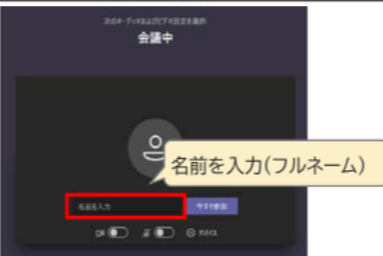 次のオーディオおよびビデオ設定を選択
会議中
名前を入力(フルネーム)
名前を入力
今すぐ参加
デバイス